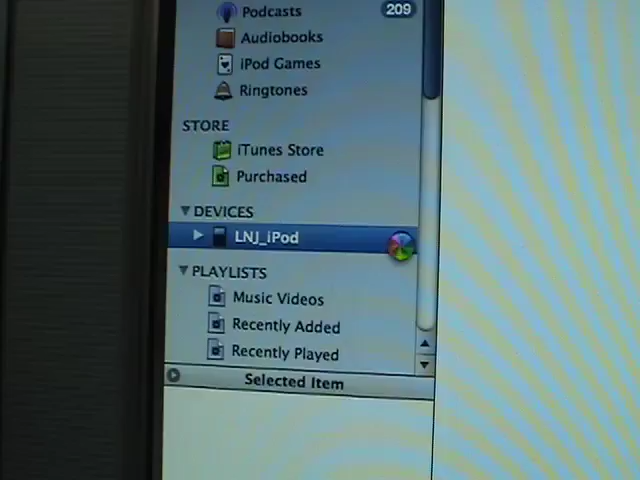 Podcasts 209
Audiobooks
iPod Games
Ringtones
STORE
iTunes Store
Purchased
DEVICES
LNJ_iPod
PLAYLISTS
Music Videos
Recently Added
Recently Played
Selected Item